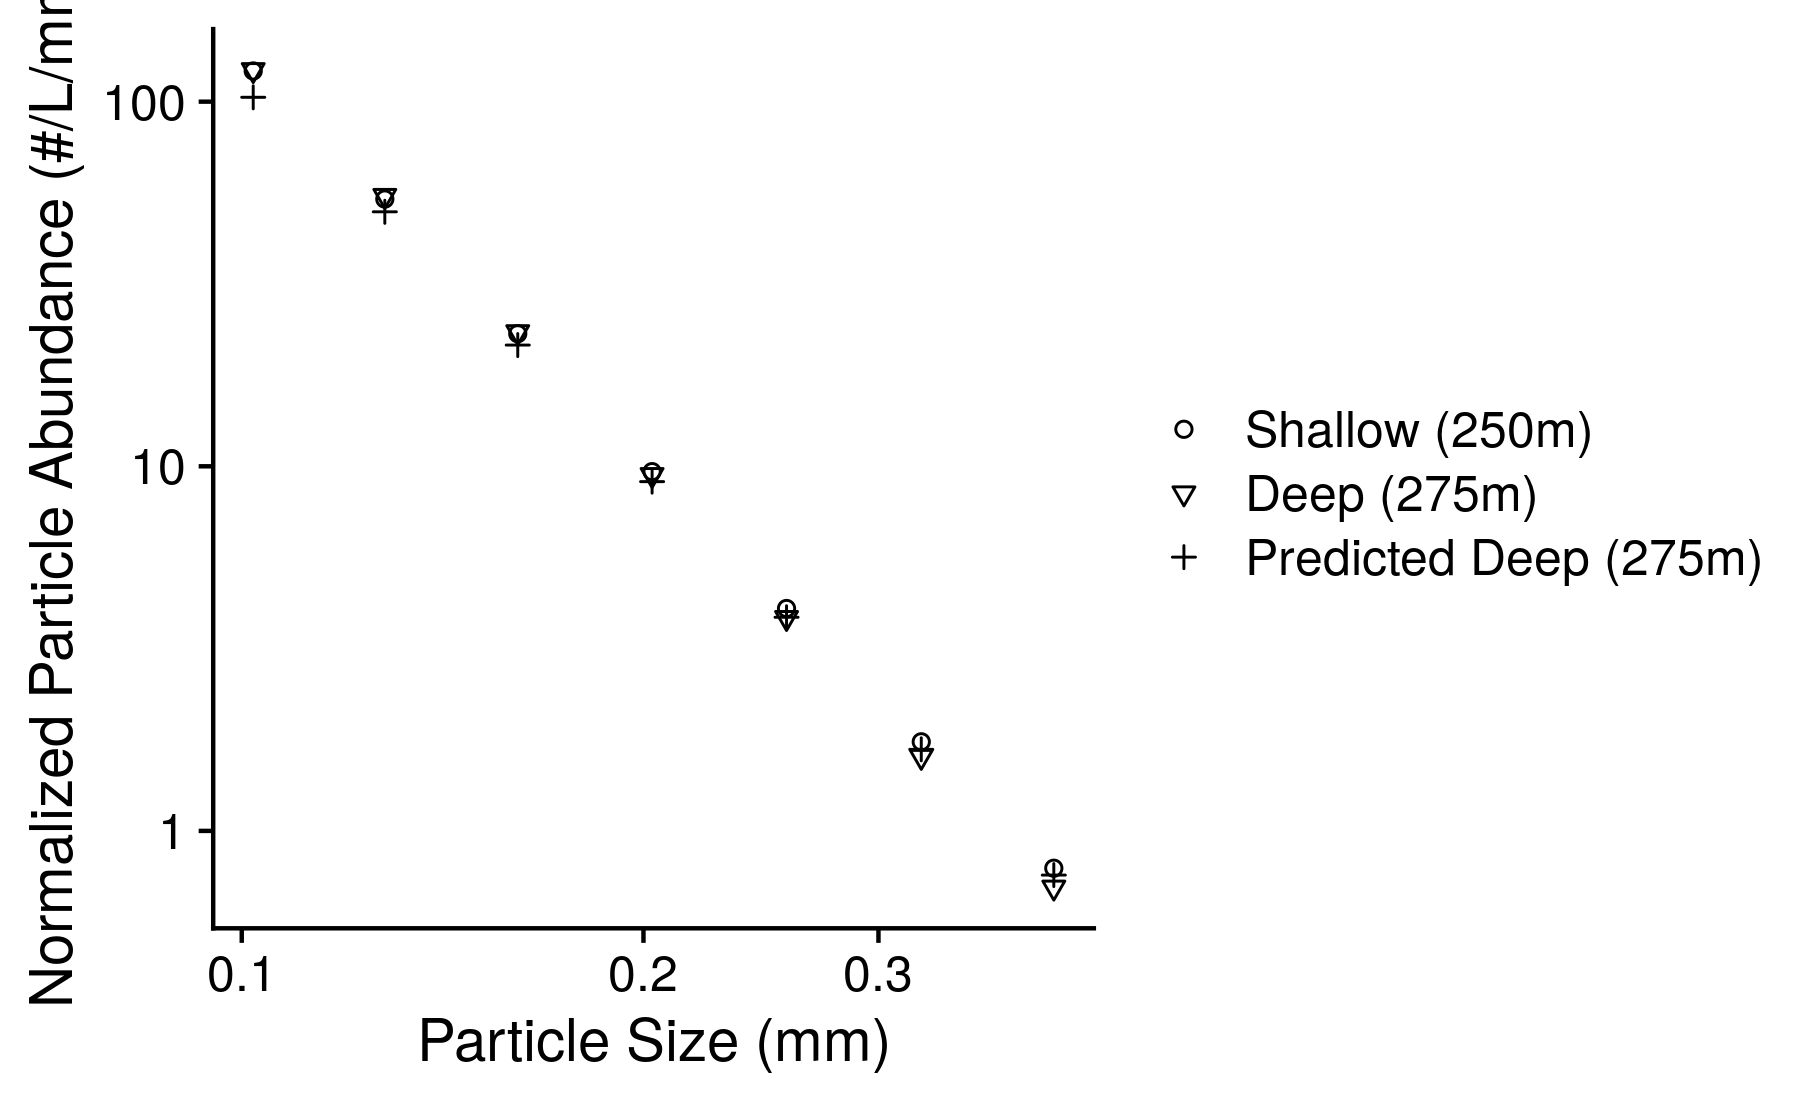 Normalized Particle Abundance (#/L/m
100
10
1
0.1 0.2 0.3
Particle Size (mm)
Shallow (250m)
Deep (275m)
Predicted Deep (275m)